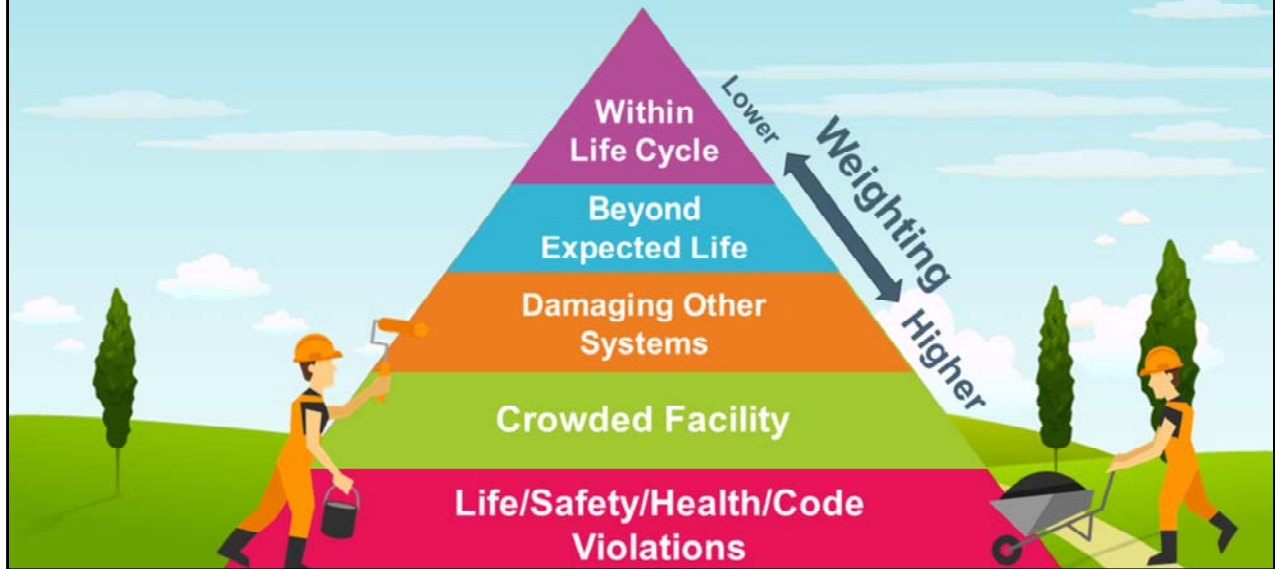 Within
Life Cycle
Beyond
Expected Life
Damaging Other
Systems
Crowded Facility
Life/Safety/Health/Code
Violations
Lower
Weighting
Higher